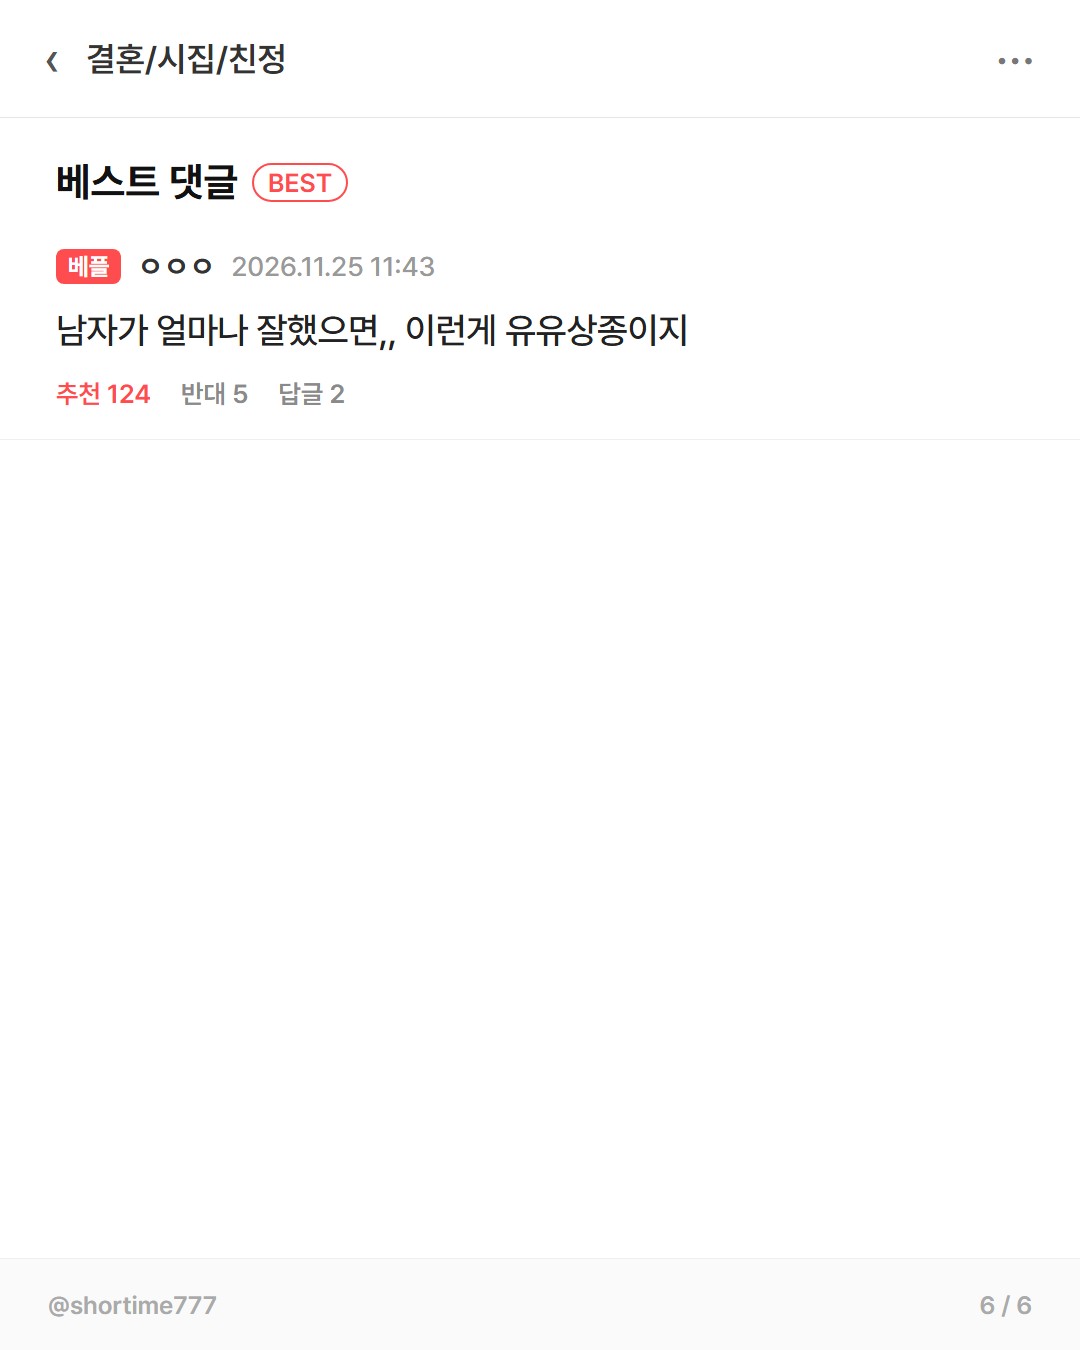 ‹ 결혼/시집/친정 ...
베스트 댓글 BEST
베플 ㅇㅇㅇ 2026.11.25 11:43
남자가 얼마나 잘했으면,, 이런게 유유상종이지
추천 124 반대 5 답글 2
@shortime777 6 / 6